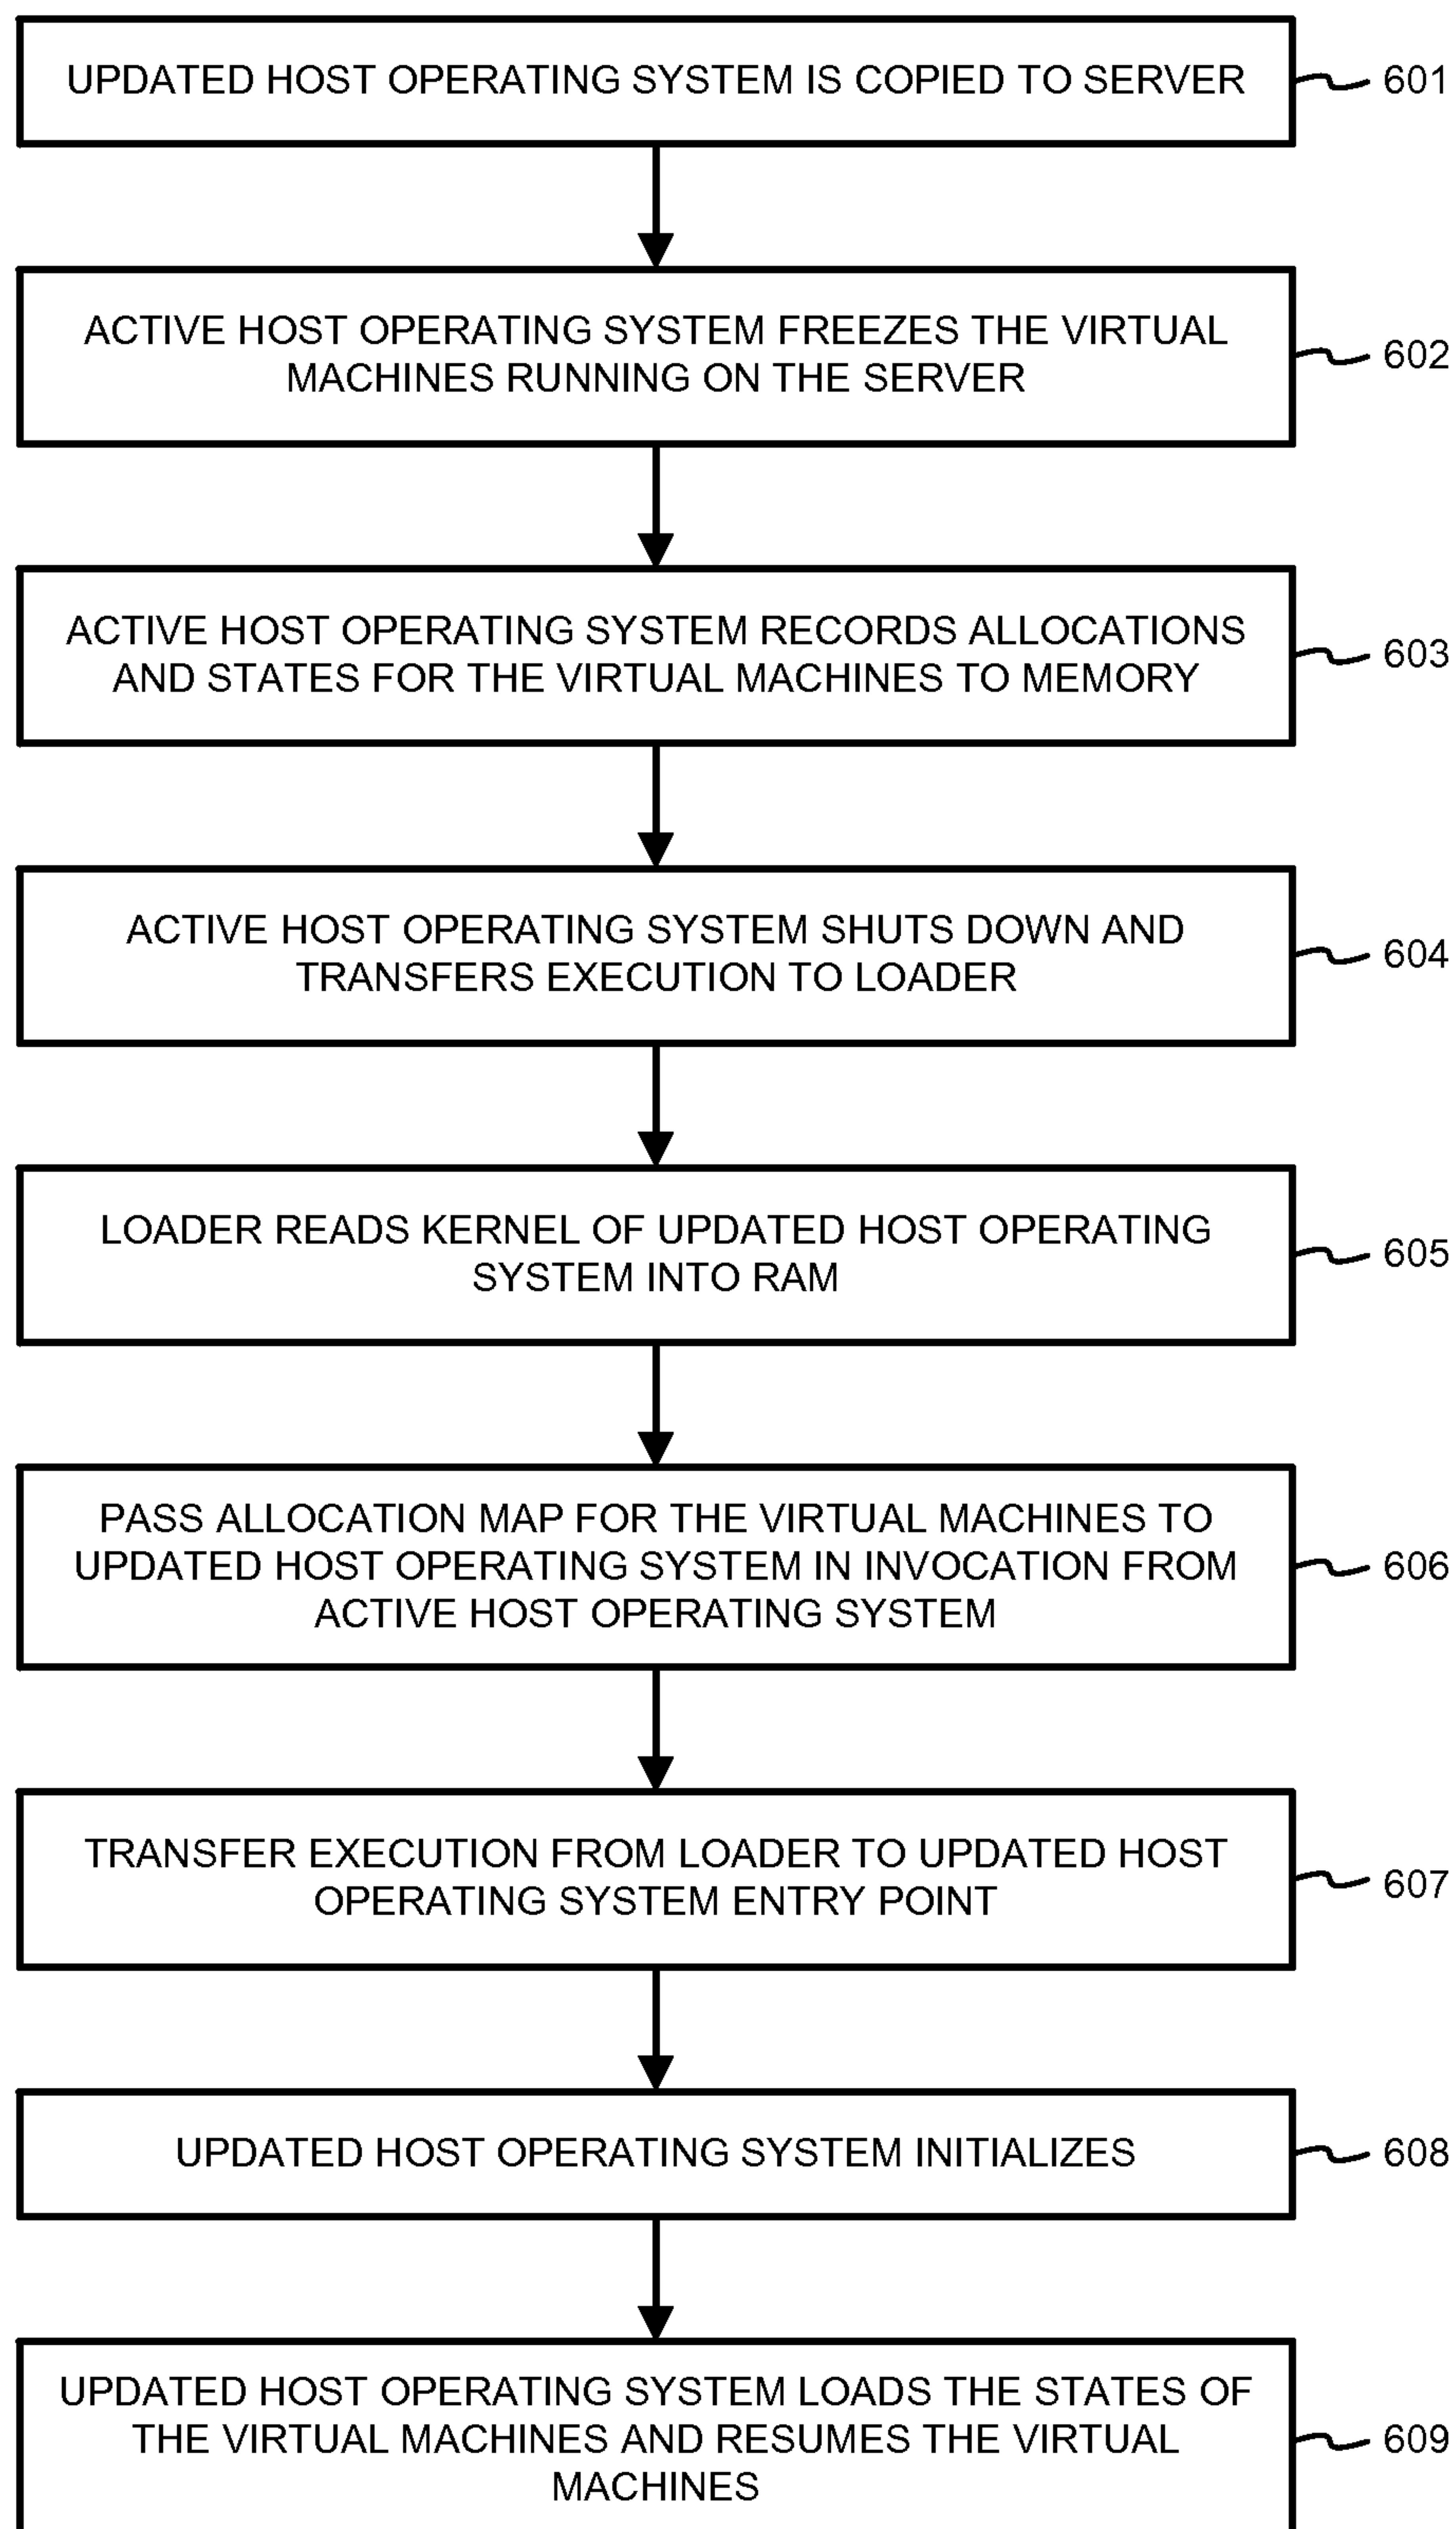 UPDATED HOST OPERATING SYSTEM IS COPIED TO SERVER
601
ACTIVE HOST OPERATING SYSTEM FREEZES THE VIRTUAL
MACHINES RUNNING ON THE SERVER
602
ACTIVE HOST OPERATING SYSTEM RECORDS ALLOCATIONS
AND STATES FOR THE VIRTUAL MACHINES TO MEMORY
603
ACTIVE HOST OPERATING SYSTEM SHUTS DOWN AND
TRANSFERS EXECUTION TO LOADER
604
LOADER READS KERNEL OF UPDATED HOST OPERATING
SYSTEM INTO RAM
605
PASS ALLOCATION MAP FOR THE VIRTUAL MACHINES TO
UPDATED HOST OPERATING SYSTEM IN INVOCATION FROM
ACTIVE HOST OPERATING SYSTEM
606
TRANSFER EXECUTION FROM LOADER TO UPDATED HOST
OPERATING SYSTEM ENTRY POINT
607
UPDATED HOST OPERATING SYSTEM INITIALIZES
608
UPDATED HOST OPERATING SYSTEM LOADS THE STATES OF
THE VIRTUAL MACHINES AND RESUMES THE VIRTUAL
MACHINES
609